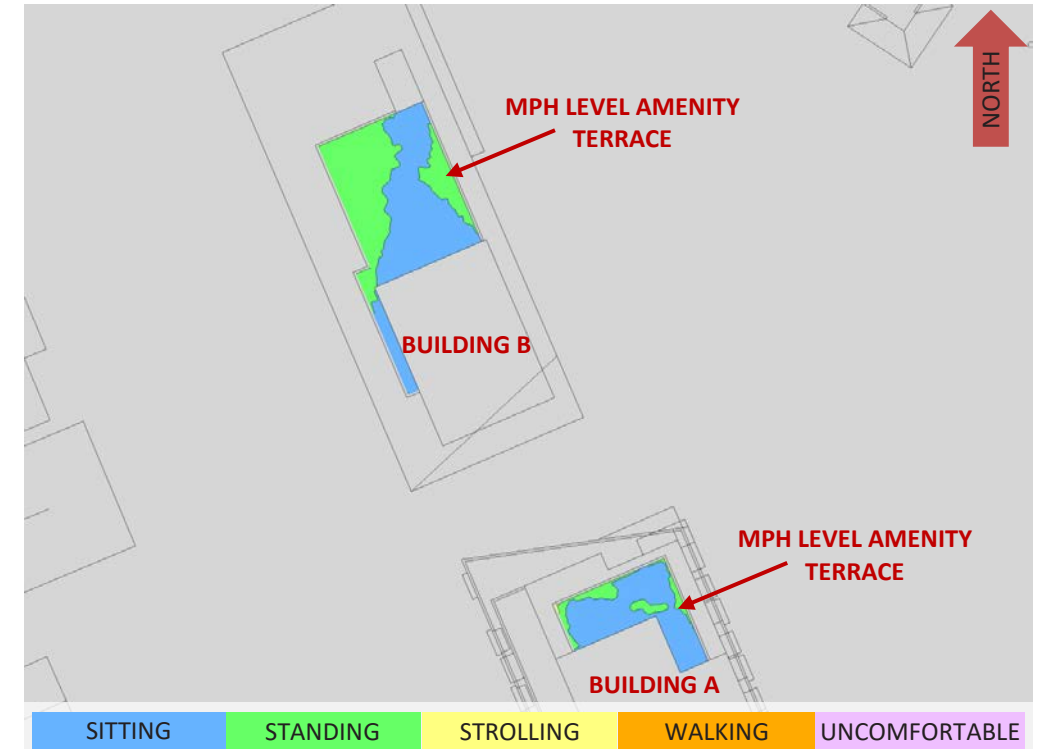 NORTH
MPH LEVEL AMENITY
TERRACE
BUILDING B
MPH LEVEL AMENITY
TERRACE
BUILDING A
SITTING
STANDING
STROLLING
WALKING
UNCOMFORTABLE